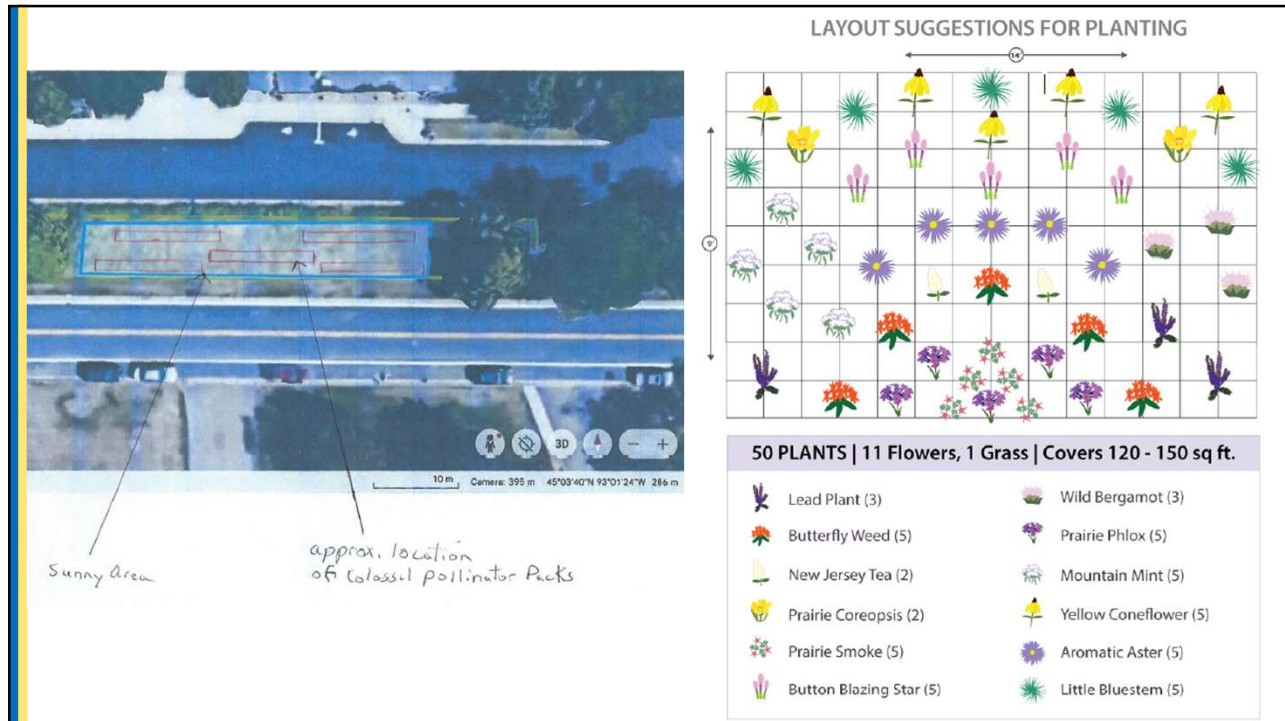 LAYOUT SUGGESTIONS FOR PLANTING
14'
9'
3D
10 m
Camera: 395 m 45°03'40"N 93°01'24"W 286 m
Sunny Area
approx. location
of Colossal Pollinator Packs
50 PLANTS | 11 Flowers, 1 Grass | Covers 120 - 150 sq ft.
Lead Plant (3)
Butterfly Weed (5)
New Jersey Tea (2)
Prairie Coreopsis (2)
Prairie Smoke (5)
Button Blazing Star (5)
Wild Bergamot (3)
Prairie Phlox (5)
Mountain Mint (5)
Yellow Coneflower (5)
Aromatic Aster (5)
Little Bluestem (5)